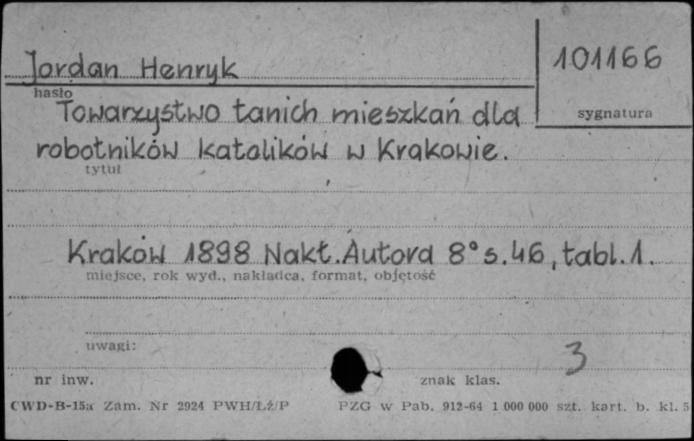 Jordan Henryk
101166
hasło
sygnatura
Towarzystwo tanich mieszkań dla
robotników katolików w Krakowie.
tytuł
Kraków 1898 Nakł. Autora 8° s. 46, tabl. 1.
miejsce, rok wyd., nakładca, format, objętość
uwagi:
3
nr inw.
znak klas.
CWD-B-15a Zam. Nr 2924 PWH/Łź/P PZG w Pab. 912-64 1 000 000 szt. kart. b. kl. 5